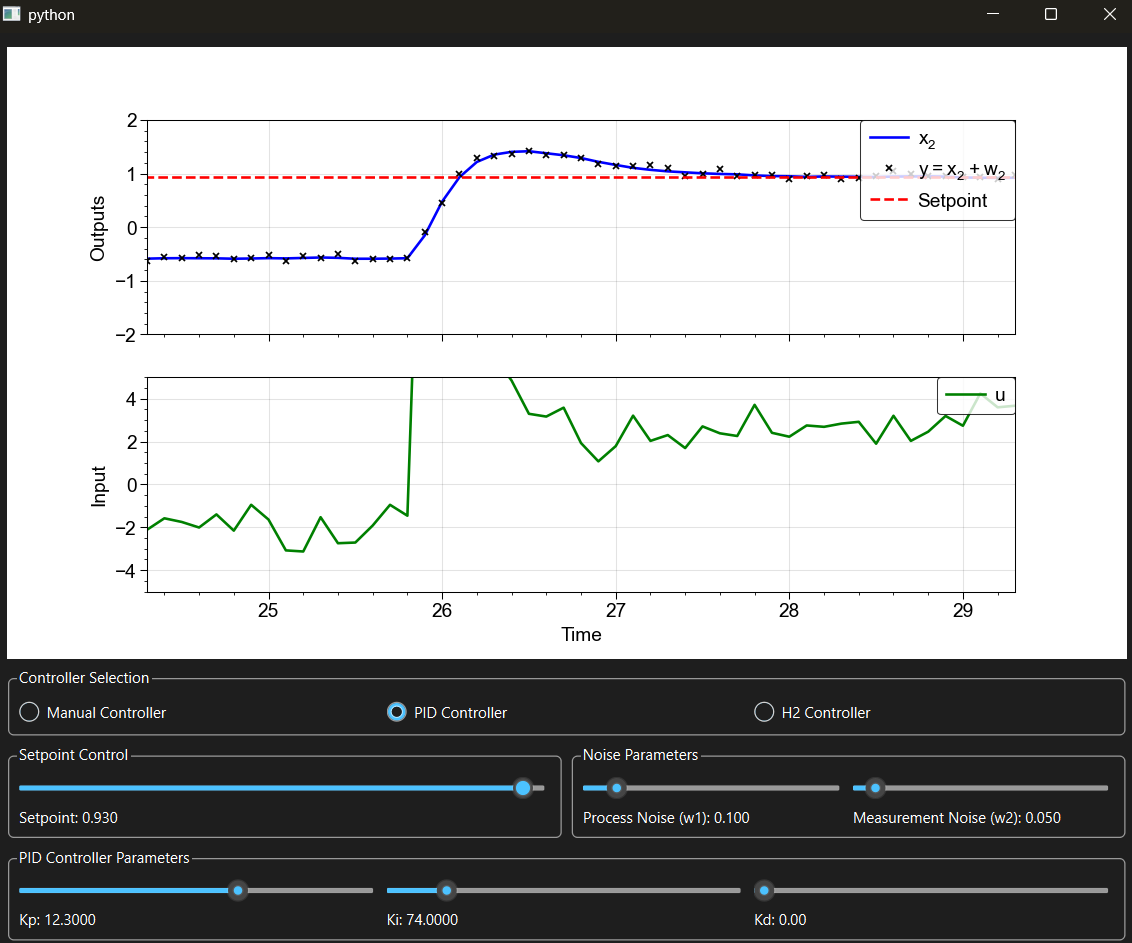 python
2
1
0
−1
−2
Outputs
x2
y = x2 + w2
Setpoint
4
2
0
−2
−4
Input
u
25 26 27 28 29
Time
Controller Selection
Manual Controller PID Controller H2 Controller
Setpoint Control Noise Parameters
Setpoint: 0.930 Process Noise (w1): 0.100 Measurement Noise (w2): 0.050
PID Controller Parameters
Kp: 12.3000 Ki: 74.0000 Kd: 0.00